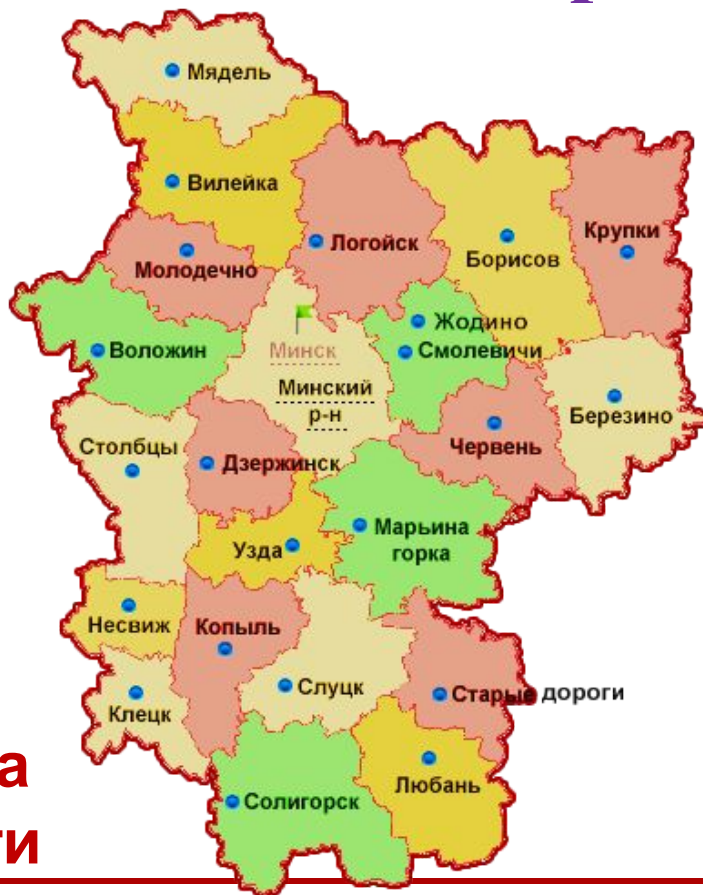 Мядель
Вилейка
Логойск
Крупки
Борисов
Молодечно
Жодино
Воложин
Минск
Смолевичи
Минский
р-н
Березино
Столбцы
Червень
Дзержинск
Марьина
горка
Узда
Несвиж
Копыль
Слуцк
Старые дороги
Клецк
Любань
Солигорск